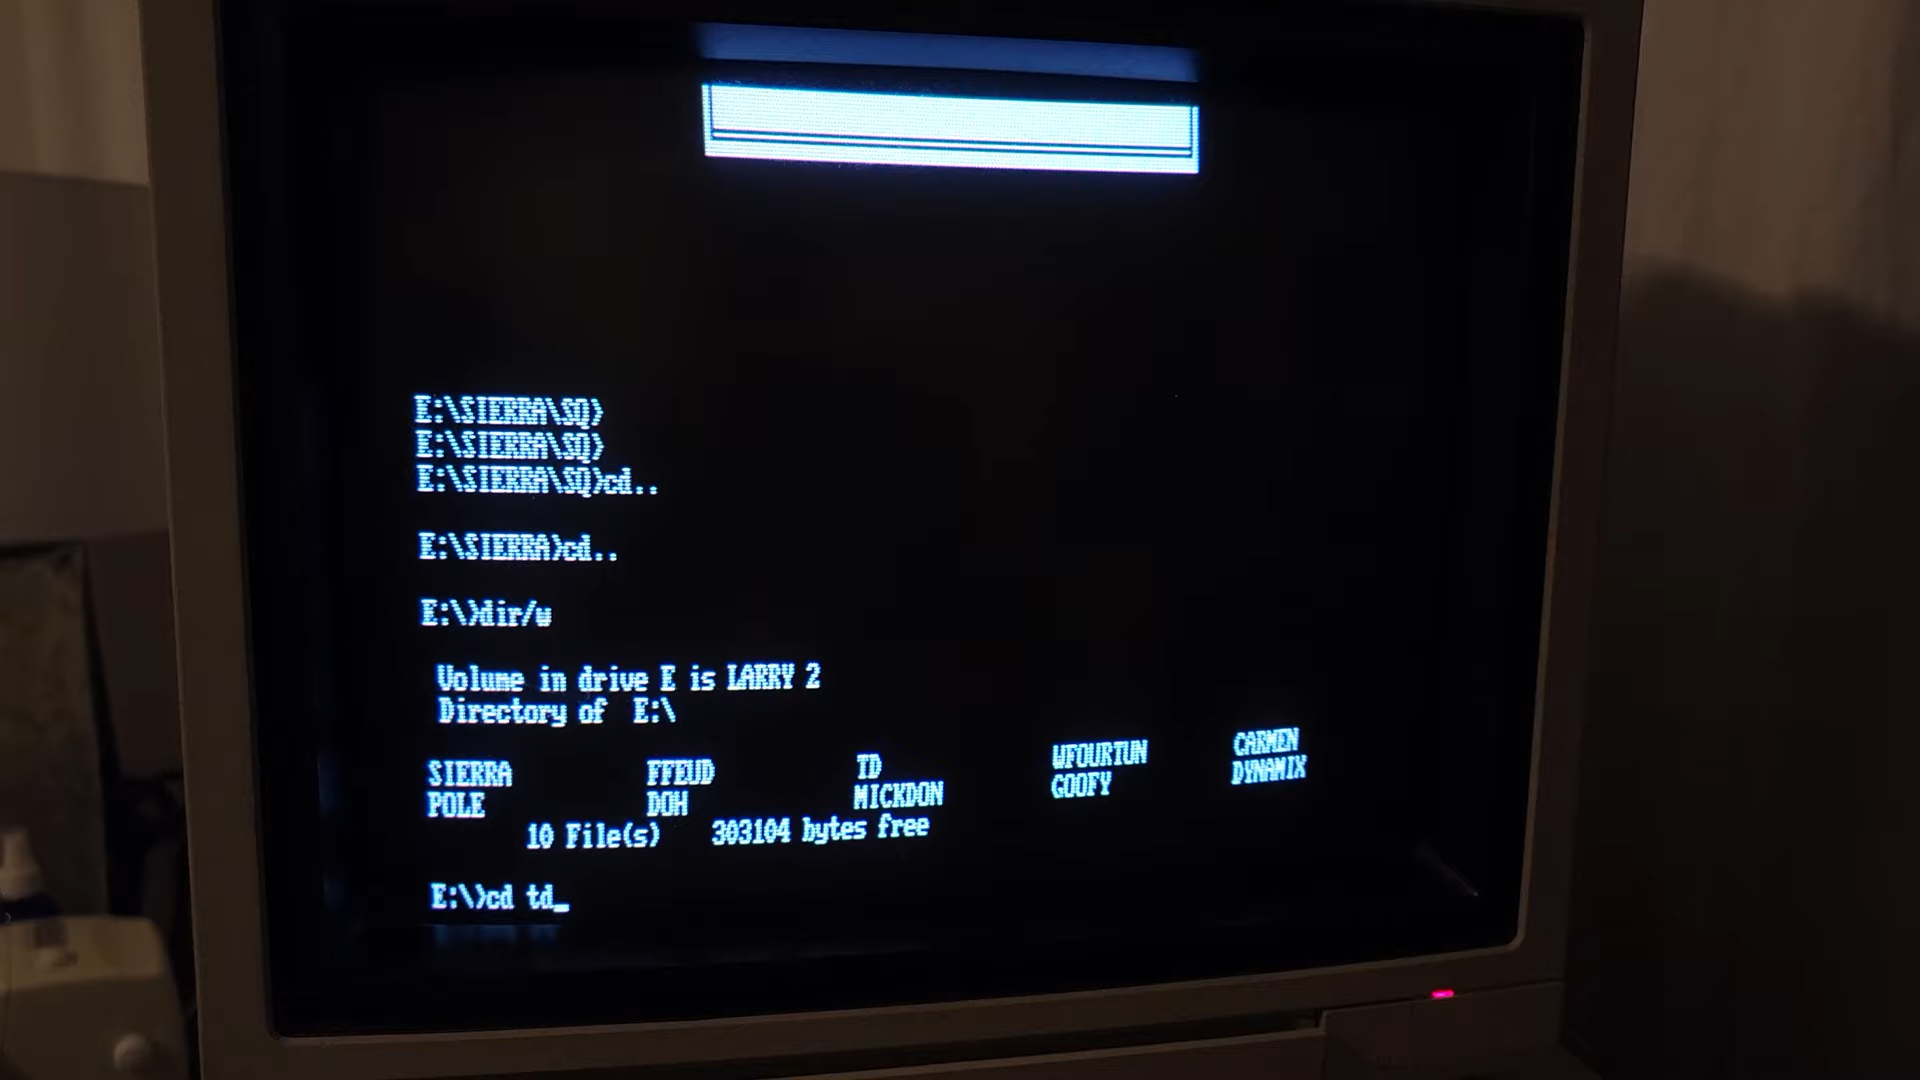 E:\SIERRA\SQ>
E:\SIERRA\SQ>
E:\SIERRA\SQ>cd..
E:\SIERRA>cd..
E:\>dir/w
Volume in drive E is LARRY 2
Directory of  E:\
SIERRA FFEUD TD WFOURTUN CARMEN
POLE DOH MICKDON GOOFY DYNAMIX
10 File(s) 303104 bytes free
E:\>cd td_